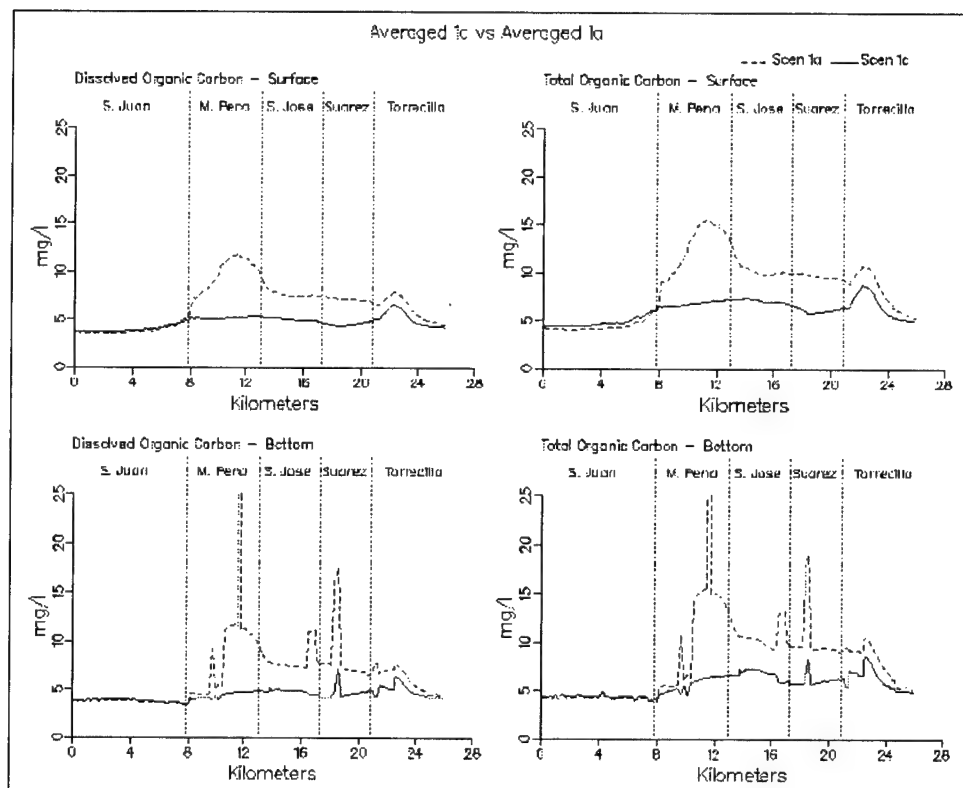 Averaged 1c vs Averaged 1a
--- Scen 1a — Scen 1c
Dissolved Organic Carbon – Surface
S. Juan M. Pena S. Jose Suarez Torrecilla
25
20
15
10
5
0
mg/l
0 8 12 16 20 24 28
Kilometers
Total Organic Carbon – Surface
S. Juan M. Pena S. Jose Suarez Torrecilla
25
20
15
10
5
0
mg/l
0 8 12 16 20 24 28
Kilometers
Dissolved Organic Carbon – Bottom
S. Juan M. Pena S. Jose Suarez Torrecilla
25
20
15
10
5
0
mg/l
0 8 12 16 20 24 28
Kilometers
Total Organic Carbon – Bottom
S. Juan M. Pena S. Jose Suarez Torrecilla
25
20
15
10
5
0
mg/l
0 8 12 16 20 24 28
Kilometers